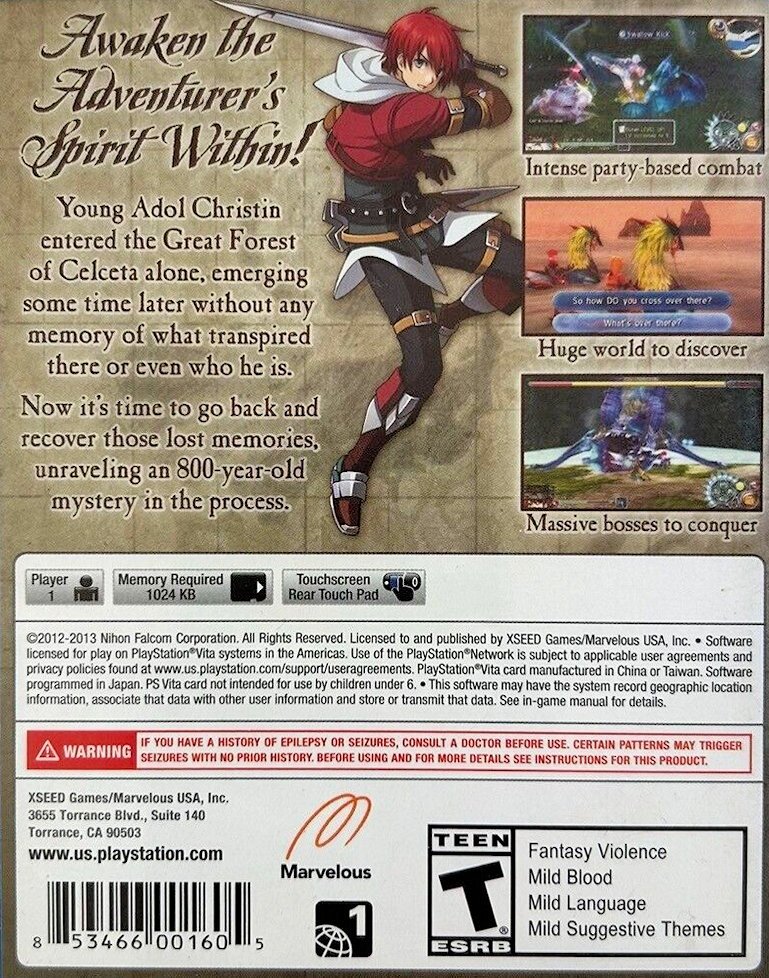 Awaken the
Adventurer's
Spirit Within!
Young Adol Christin
entered the Great Forest
of Celceta alone, emerging
some time later without any
memory of what transpired
there or even who he is.
Now it's time to go back and
recover those lost memories,
unraveling an 800-year-old
mystery in the process.
Swallow Kick
Intense party-based combat
So how DO you cross over there?
What's over there?
Huge world to discover
Massive bosses to conquer
Player
1
Memory Required
1024 KB
Touchscreen
Rear Touch Pad
©2012-2013 Nihon Falcom Corporation. All Rights Reserved. Licensed to and published by XSEED Games/Marvelous USA, Inc. • Software
licensed for play on PlayStation®Vita systems in the Americas. Use of the PlayStation®Network is subject to applicable user agreements and
privacy policies found at www.us.playstation.com/support/useragreements. PlayStation®Vita card manufactured in China or Taiwan. Software
programmed in Japan. PS Vita card not intended for use by children under 6. • This software may have the system record geographic location
information, associate that data with other user information and store or transmit that data. See in-game manual for details.
WARNING
IF YOU HAVE A HISTORY OF EPILEPSY OR SEIZURES, CONSULT A DOCTOR BEFORE USE. CERTAIN PATTERNS MAY TRIGGER
SEIZURES WITH NO PRIOR HISTORY. BEFORE USING AND FOR MORE DETAILS SEE INSTRUCTIONS FOR THIS PRODUCT.
XSEED Games/Marvelous USA, Inc.
3655 Torrance Blvd., Suite 140
Torrance, CA 90503
www.us.playstation.com
8 53466 00160 5
Marvelous
1
TEEN
T®
ESRB
Fantasy Violence
Mild Blood
Mild Language
Mild Suggestive Themes